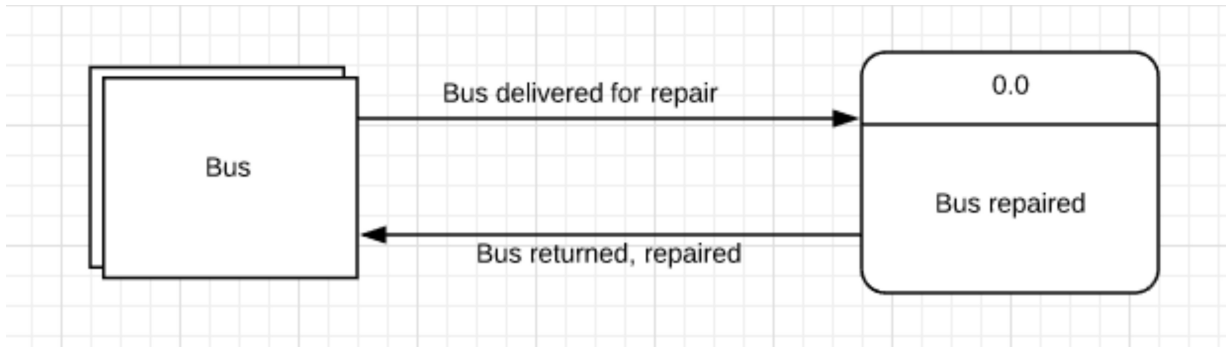 Bus delivered for repair
0.0
Bus
Bus repaired
Bus returned, repaired